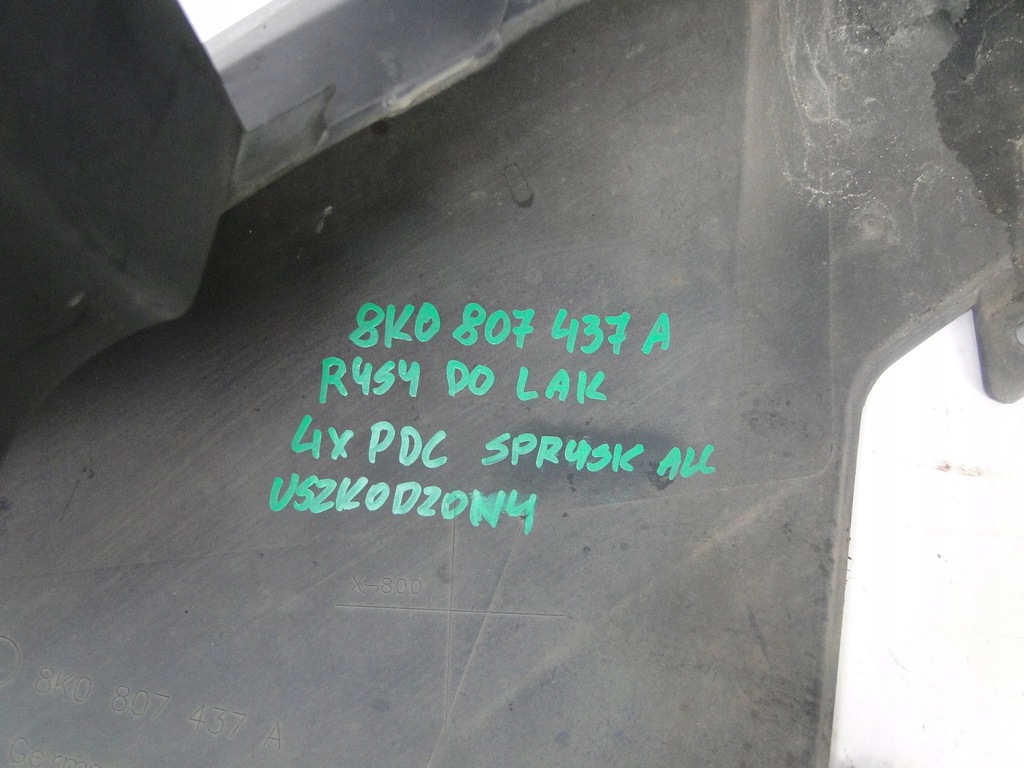 8K0 807 437 A
RYSY DO LAK
4X PDC SPRYSK ALL
USZKODZONY
X-800
8K0 807 437 A